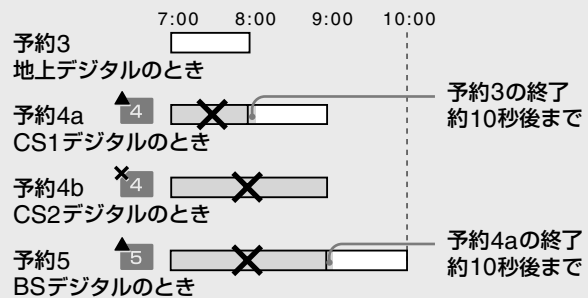 7:00 8:00 9:00 10:00
予約3
地上デジタルのとき
予約3の終了
約10秒後まで
予約4a
▲ 4
CS1デジタルのとき
予約4b
× 4
CS2デジタルのとき
予約5
▲ 5
BSデジタルのとき
予約4aの終了
約10秒後まで